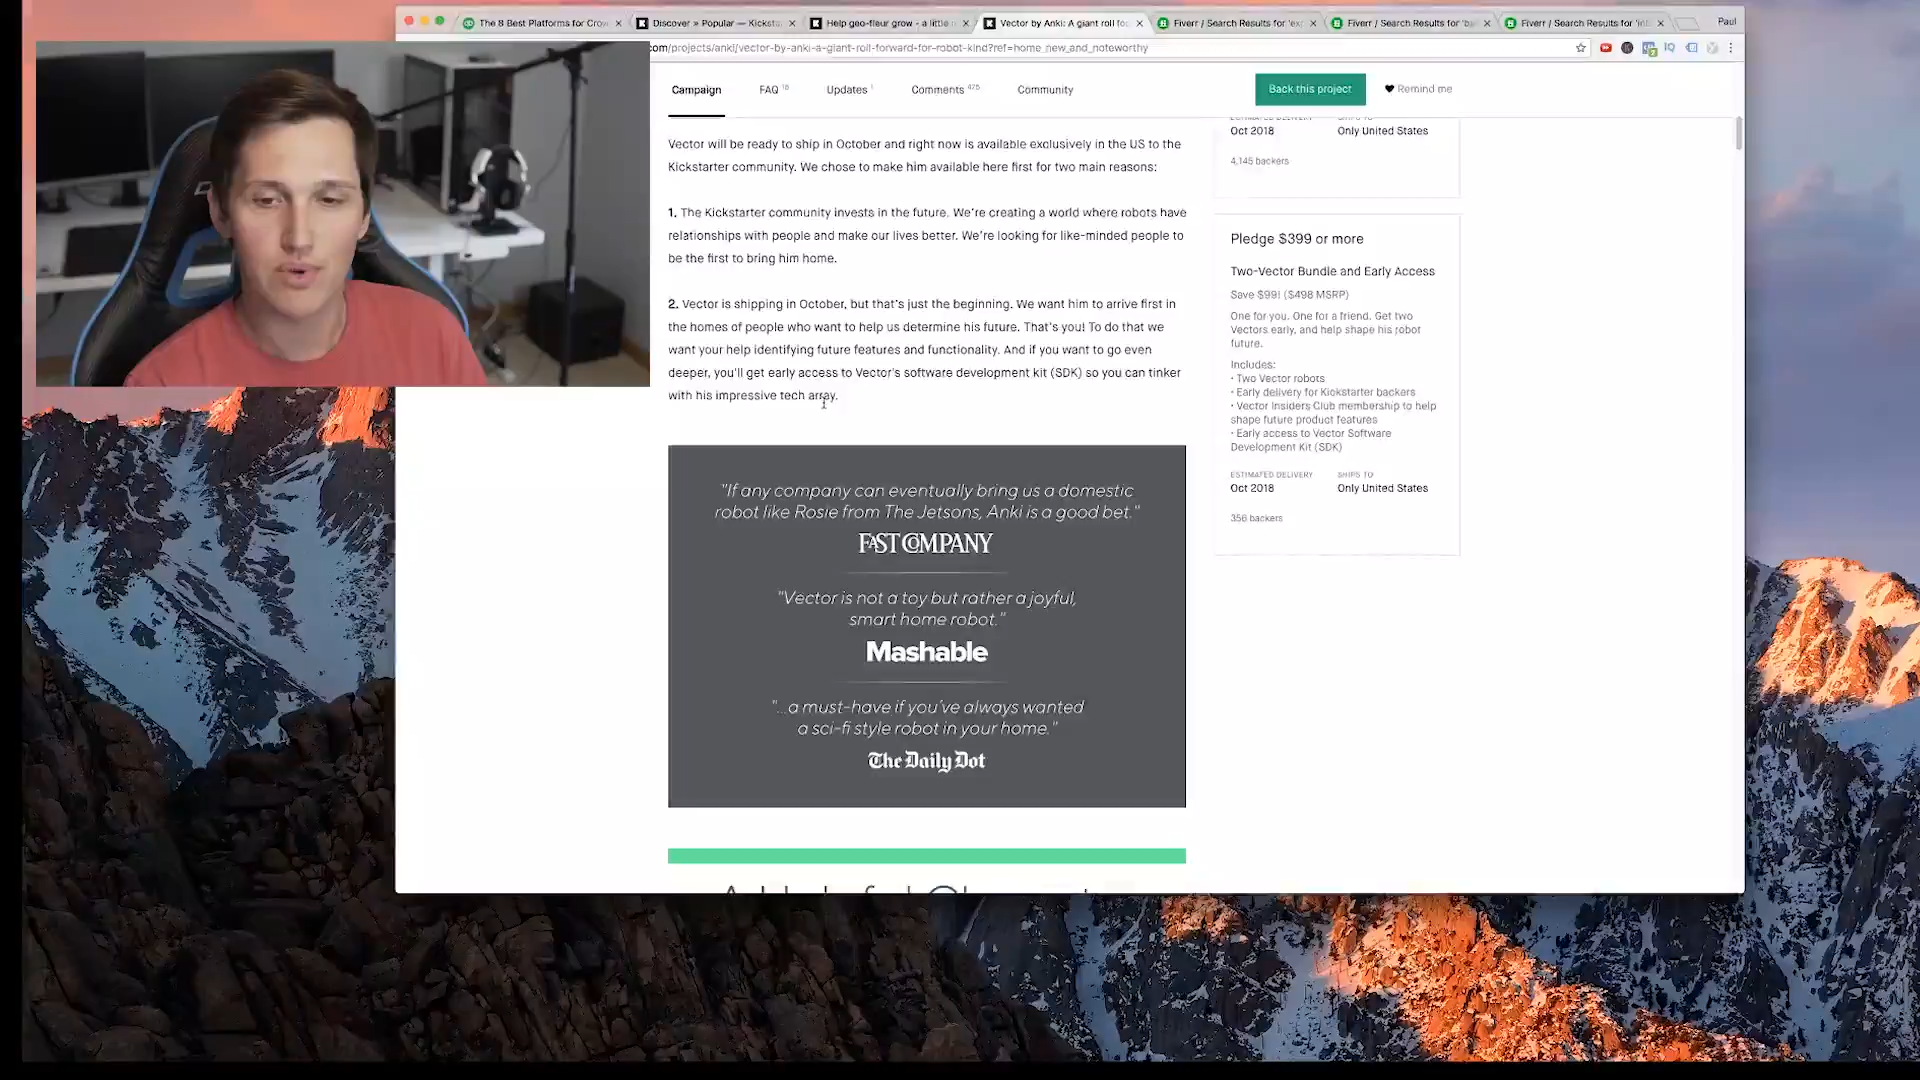 The 8 Best Platforms for Crow
Discover » Popular — Kicksta
Help geo-fleur grow - a little
Vector by Anki: A giant roll fo
Fiverr / Search Results for 'ex
Fiverr / Search Results for 'ba
Fiverr / Search Results for 'int
Paul
com/projects/anki/vector-by-anki-a-giant-roll-forward-for-robot-kind?ref=home_new_and_noteworthy
Campaign
FAQ
Updates 1
Comments 475
Community
Back this project
Remind me
Vector will be ready to ship in October and right now is available exclusively in the US to the
Kickstarter community. We chose to make him available here first for two main reasons:
1. The Kickstarter community invests in the future. We're creating a world where robots have
relationships with people and make our lives better. We're looking for like-minded people to
be the first to bring him home.
2. Vector is shipping in October, but that's just the beginning. We want him to arrive first in
the homes of people who want to help us determine his future. That's you! To do that we
want your help identifying future features and functionality. And if you want to go even
deeper, you'll get early access to Vector's software development kit (SDK) so you can tinker
with his impressive tech array.
"If any company can eventually bring us a domestic
robot like Rosie from The Jetsons, Anki is a good bet."
FAST COMPANY
"Vector is not a toy but rather a joyful,
smart home robot."
Mashable
"...a must-have if you've always wanted
a sci-fi style robot in your home."
The Daily Dot
Oct 2018
Only United States
4,145 backers
Pledge $399 or more
Two-Vector Bundle and Early Access
Save $99! ($498 MSRP)
One for you. One for a friend. Get two
Vectors early, and help shape his robot
future.
Includes:
• Two Vector robots
• Early delivery for Kickstarter backers
• Vector Insiders Club membership to help
shape future product features
• Early access to Vector Software
Development Kit (SDK)
ESTIMATED DELIVERY
SHIPS TO
Oct 2018
Only United States
356 backers